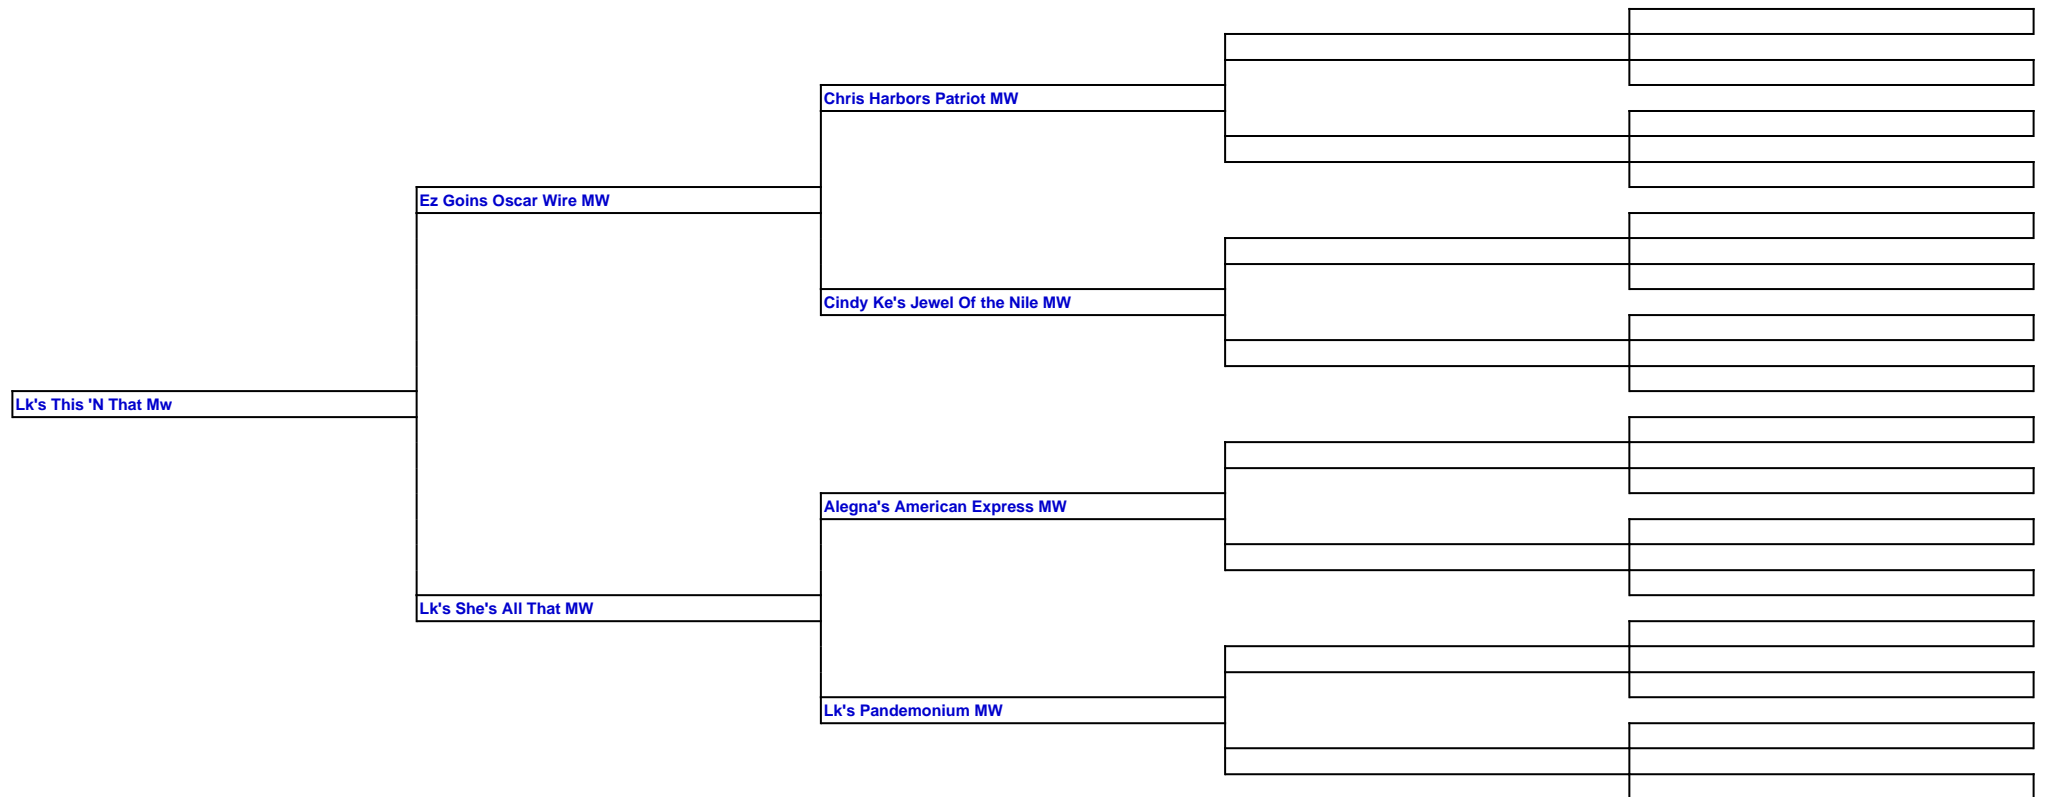 Chris Harbors Patriot MW
Ez Goins Oscar Wire MW
Cindy Ke's Jewel Of the Nile MW
Lk's This 'N That Mw
Alegna's American Express MW
Lk's She's All That MW
Lk's Pandemonium MW